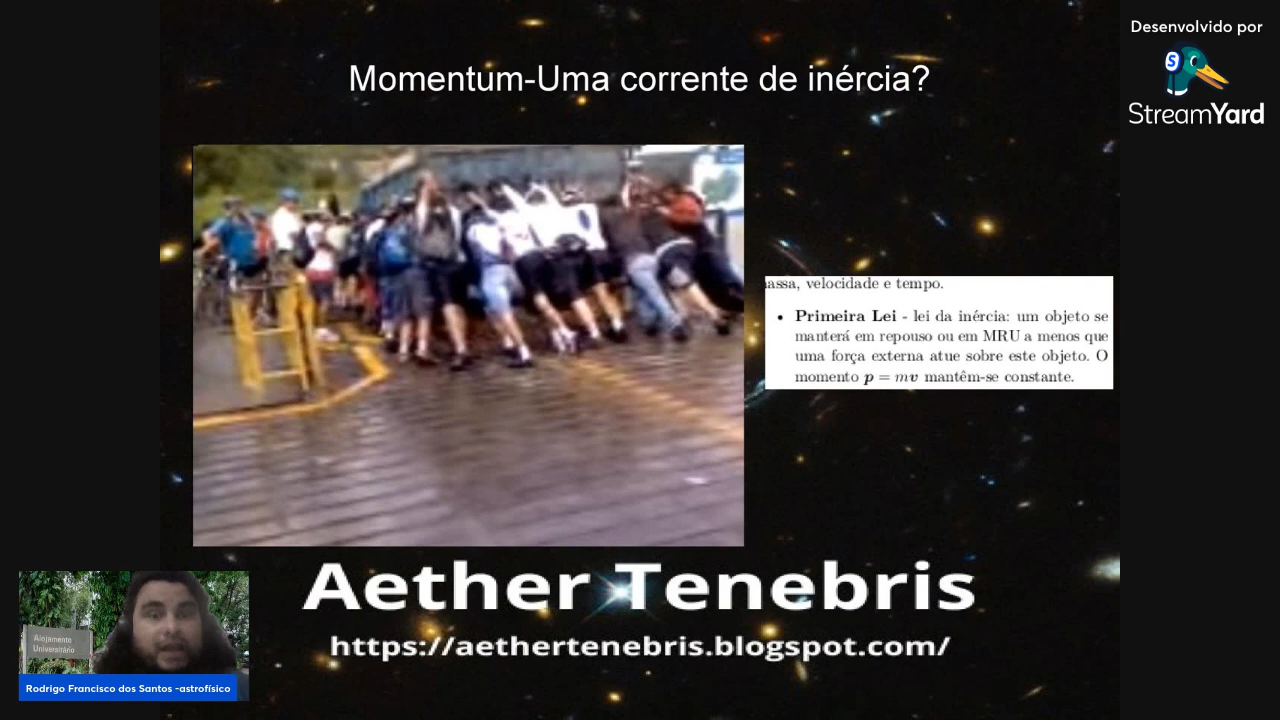 Desenvolvido por
StreamYard
Momentum-Uma corrente de inércia?
massa, velocidade e tempo.
• Primeira Lei - lei da inércia: um objeto se
manterá em repouso ou em MRU a menos que
uma força externa atue sobre este objeto. O
momento p = mv mantêm-se constante.
Aether Tenebris
https://aethertenebris.blogspot.com/
Alojamento
Universitário
Rodrigo Francisco dos Santos -astrofísico